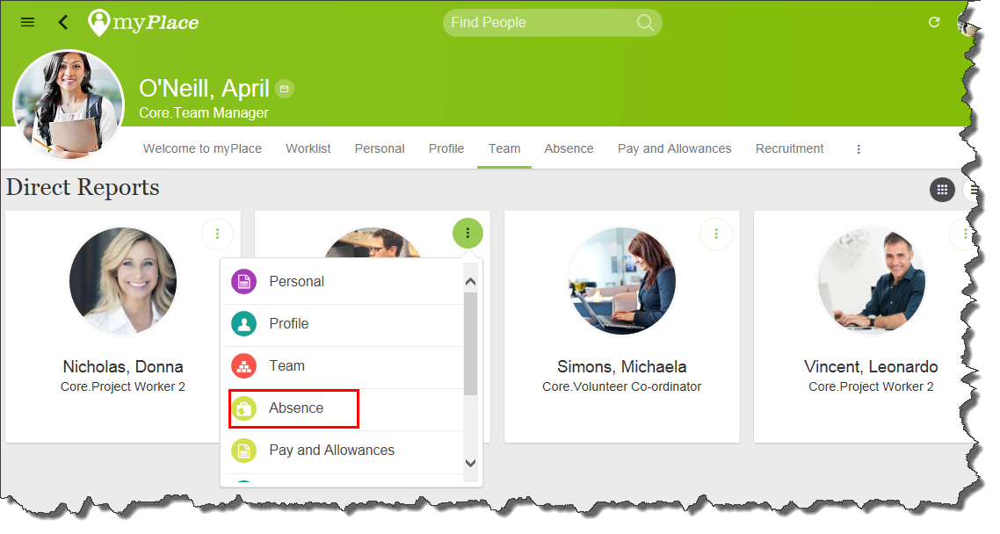 myPlace
Find People
O'Neill, April
Core.Team Manager
Welcome to myPlace
Worklist
Personal
Profile
Team
Absence
Pay and Allowances
Recruitment
Direct Reports
Nicholas, Donna
Core.Project Worker 2
Personal
Profile
Team
Absence
Pay and Allowances
Simons, Michaela
Core.Volunteer Co-ordinator
Vincent, Leonardo
Core.Project Worker 2